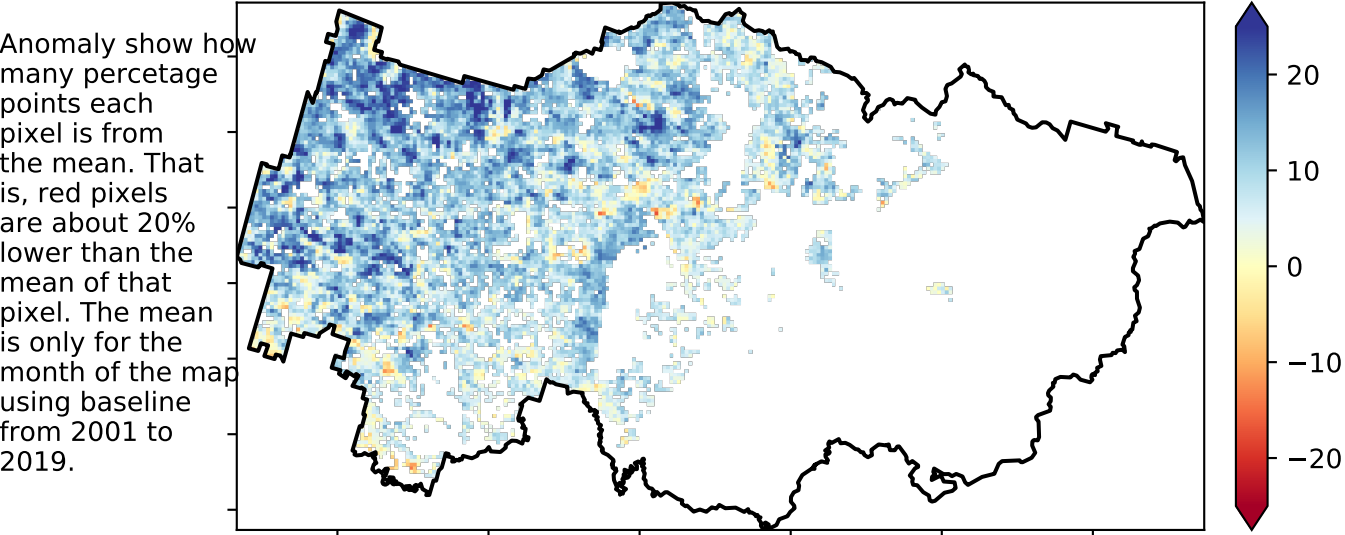 Anomaly show how
many percetage
points each
pixel is from
the mean. That
is, red pixels
are about 20%
lower than the
mean of that
pixel. The mean
is only for the
month of the map
using baseline
from 2001 to
2019.
20
10
0
−10
−20